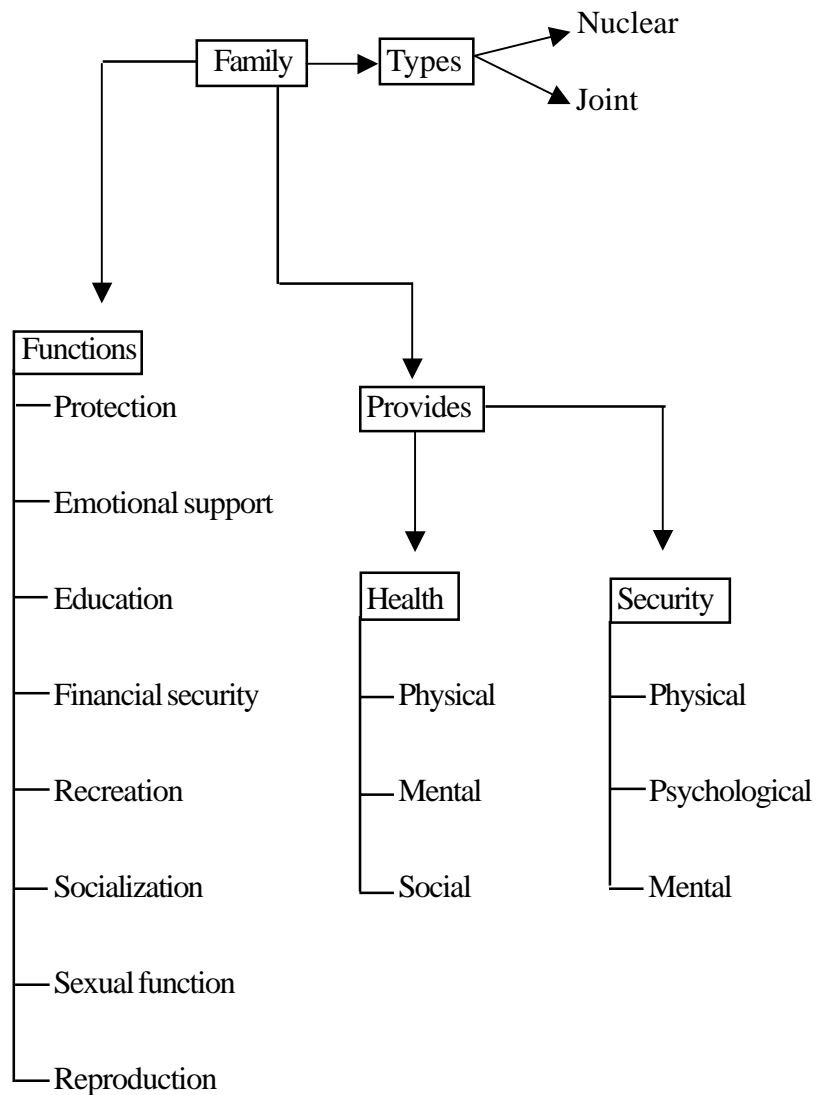 Family
Types
Nuclear
Joint
Functions
Protection
Emotional support
Education
Financial security
Recreation
Socialization
Sexual function
Reproduction
Provides
Health
Physical
Mental
Social
Security
Physical
Psychological
Mental